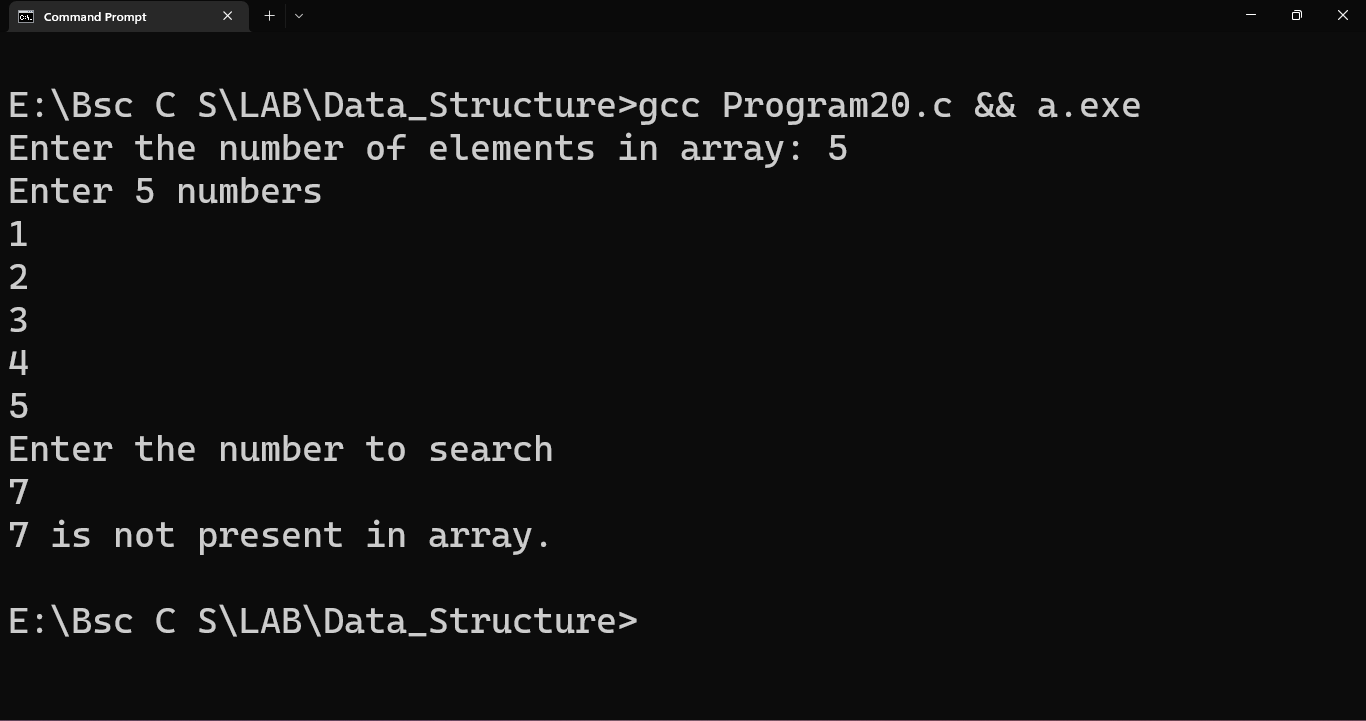 Command Prompt
E:\Bsc C S\LAB\Data_Structure>gcc Program20.c && a.exe
Enter the number of elements in array: 5
Enter 5 numbers
1
2
3
4
5
Enter the number to search
7
7 is not present in array.
E:\Bsc C S\LAB\Data_Structure>